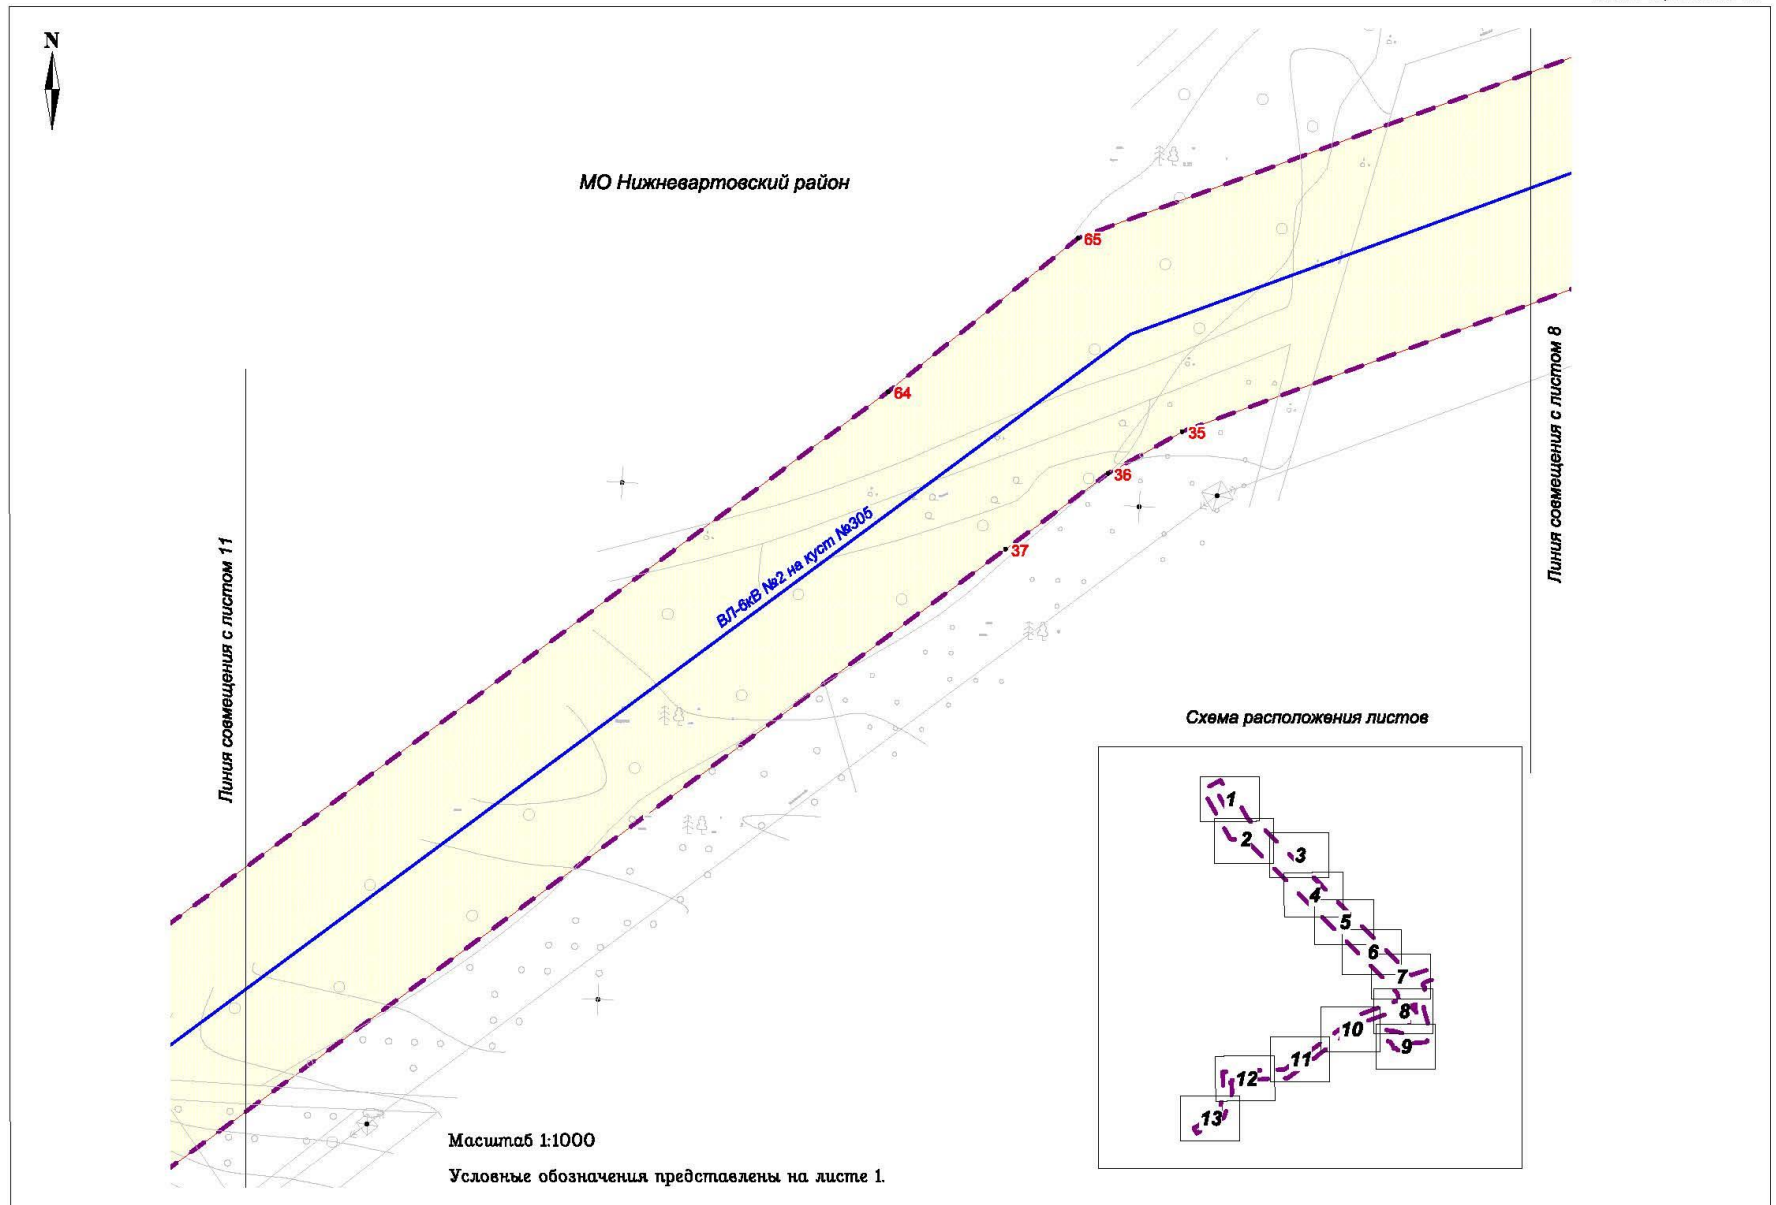 N
МО Нижневартовский район
65
64
35
36
37
ВЛ-6кВ №2 на куст №305
Линия совмещения с листом 11
Линия совмещения с листом 8
Схема расположения листов
1
2
3
4
5
6
7
8
10
9
11
12
13
Масштаб 1:1000
Условные обозначения представлены на листе 1.